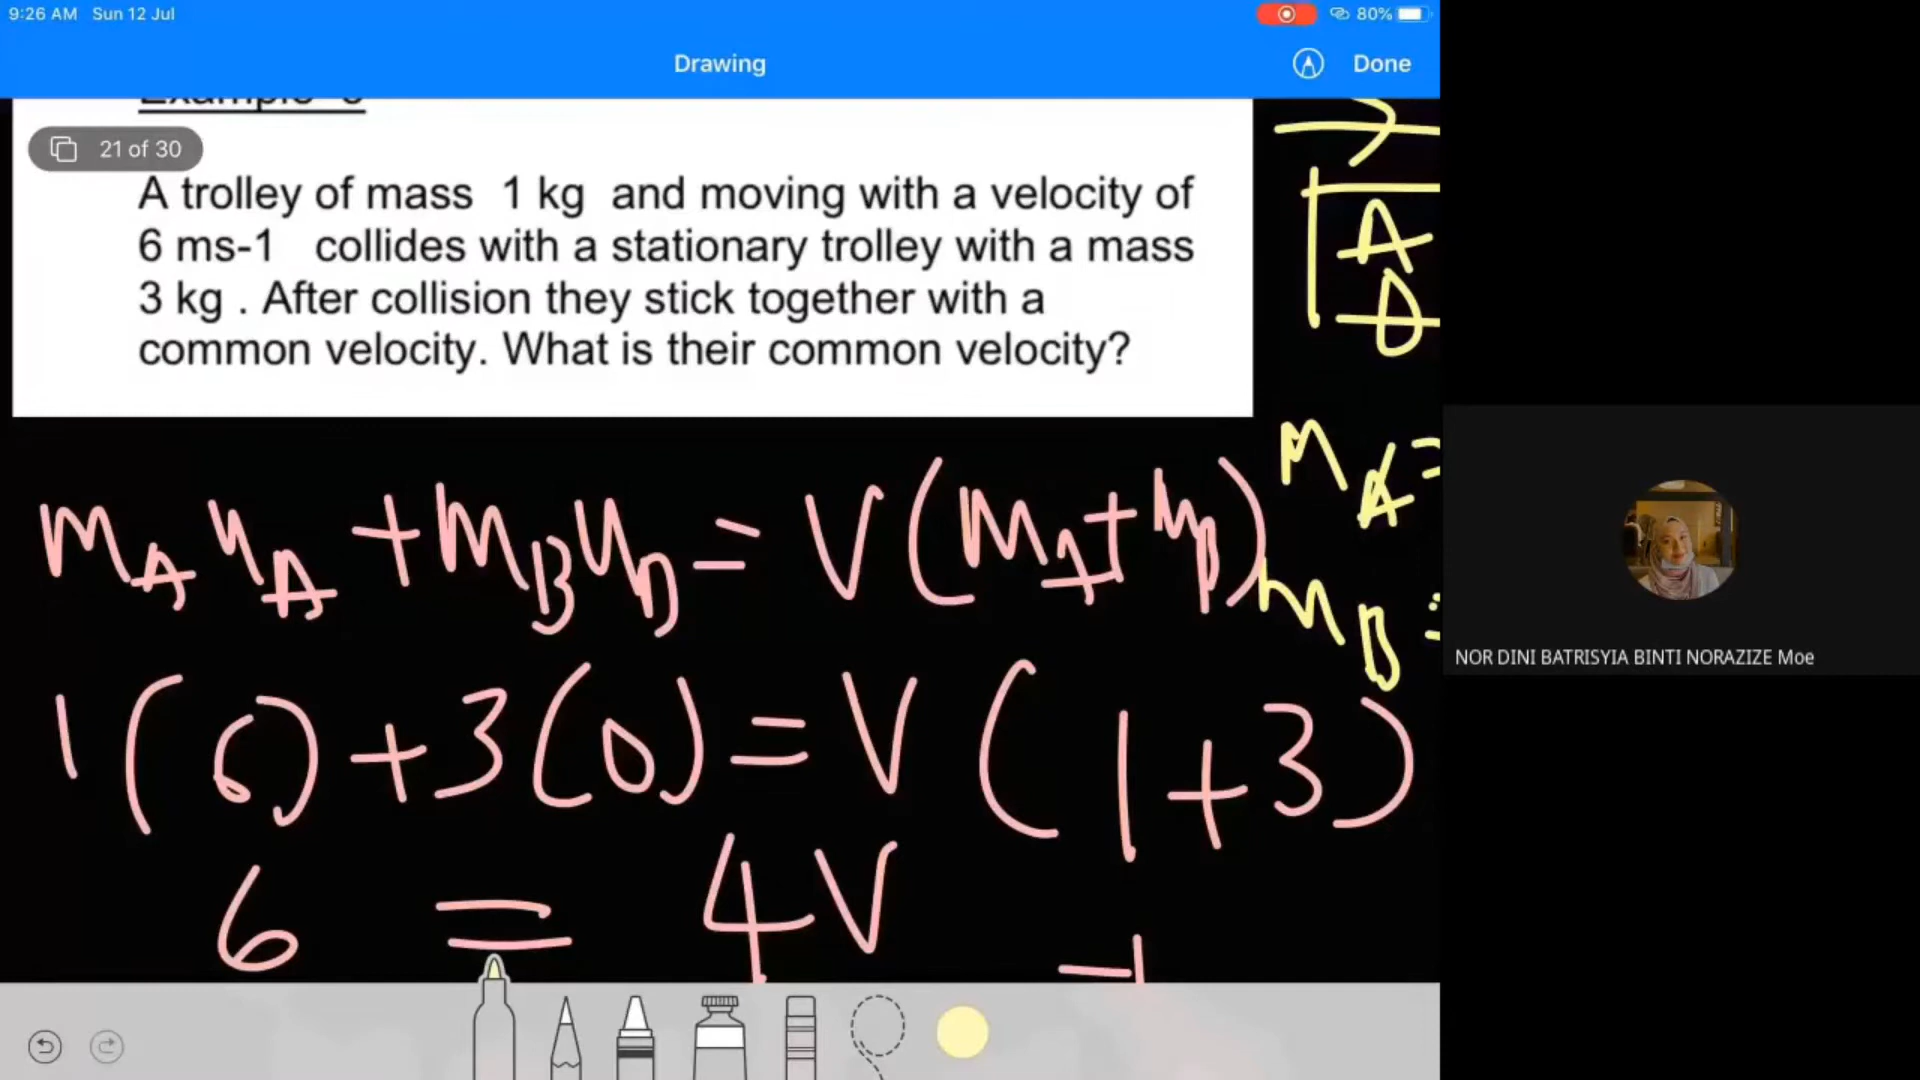 9:26 AM Sun 12 Jul
80%
Drawing
Done
21 of 30
A trolley of mass 1 kg and moving with a velocity of
6 ms-1 collides with a stationary trolley with a mass
3 kg . After collision they stick together with a
common velocity. What is their common velocity?
A
mA=
mB=
mAuA + mBuB = V(mA + mB)
1(6) + 3(0) = V(1+3)
6 = 4V
NOR DINI BATRISYIA BINTI NORAZIZE Moe